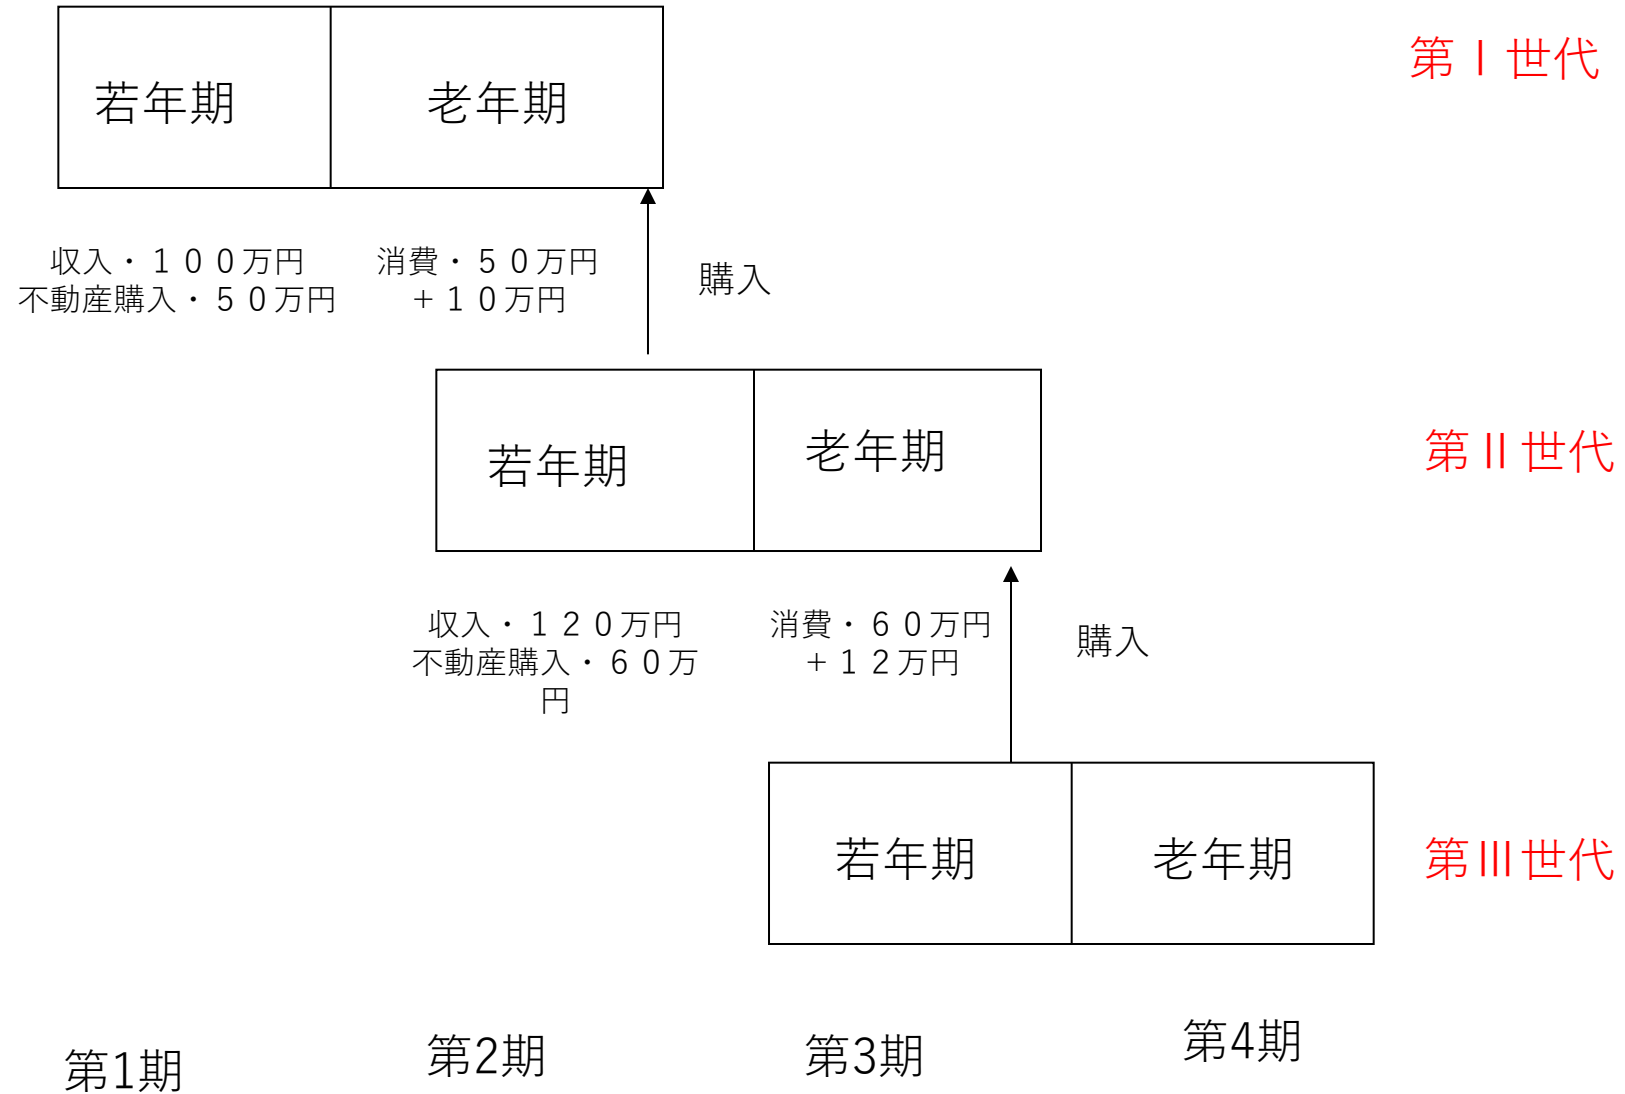 若年期
老年期
第Ⅰ世代
収入・１００万円
不動産購入・５０万円
消費・５０万円
＋１０万円
購入
若年期
老年期
第Ⅱ世代
収入・１２０万円
不動産購入・６０万
円
消費・６０万円
＋１２万円
購入
若年期
老年期
第Ⅲ世代
第1期
第2期
第3期
第4期